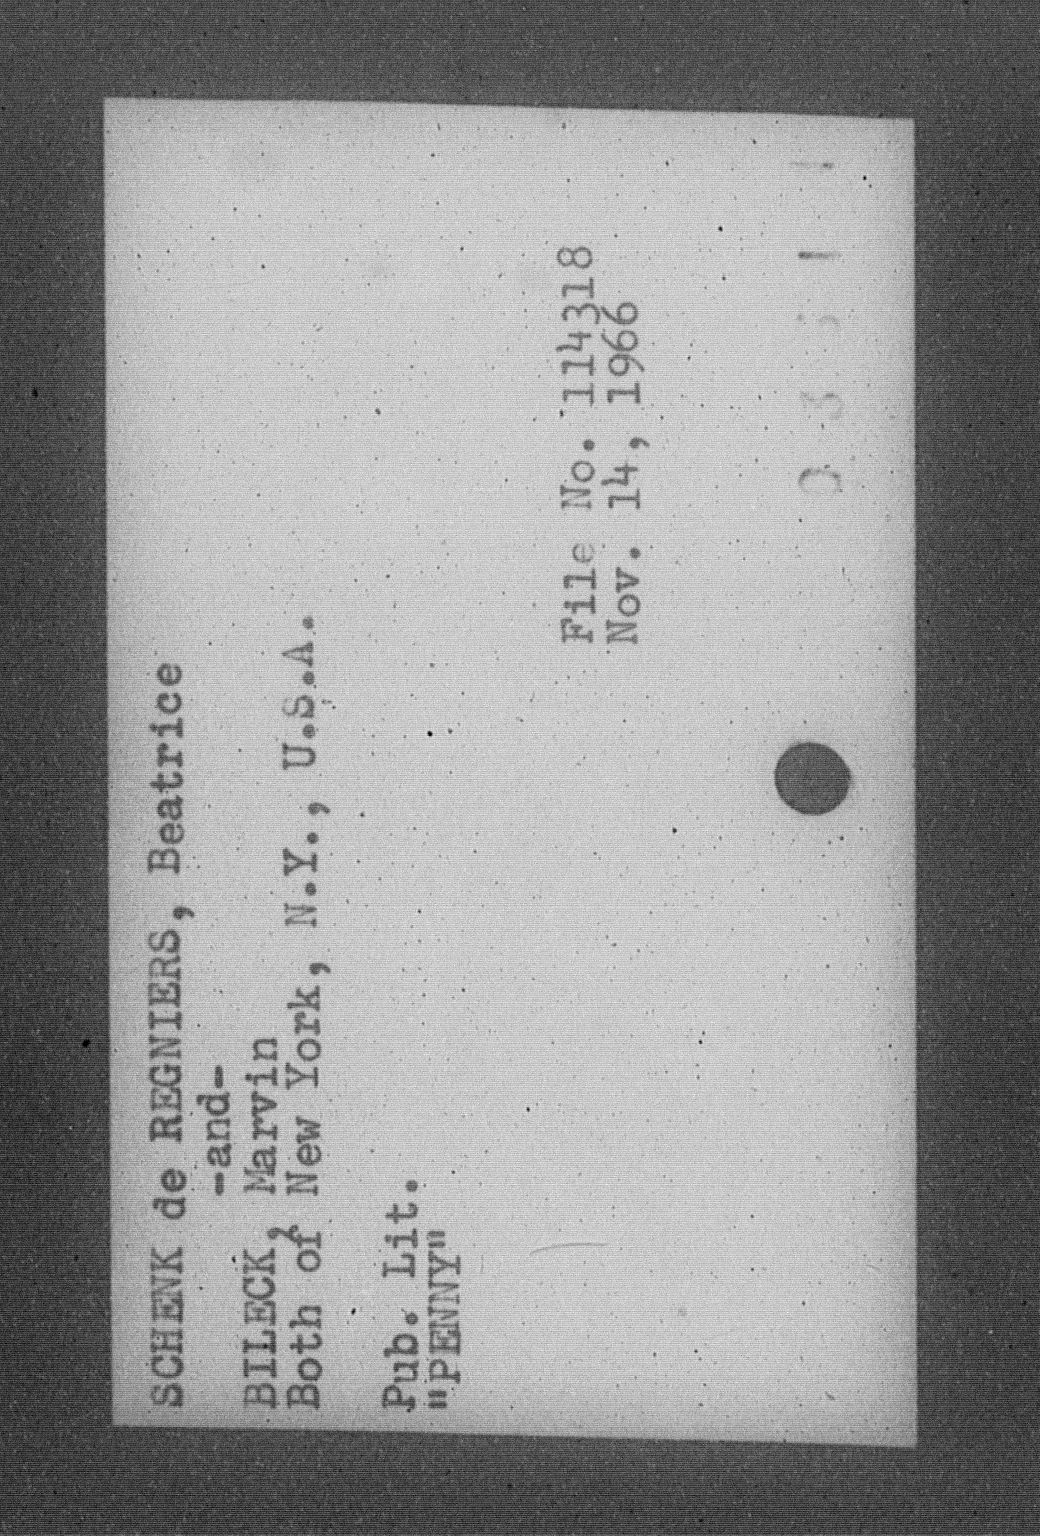 SCHENK de REGNIERS, Beatrice
-and-
BILECK, Marvin
Both of New York, N.Y., U.S.A.
Pub. Lit.
"PENNY"
File No. 114318
Nov. 14, 1966